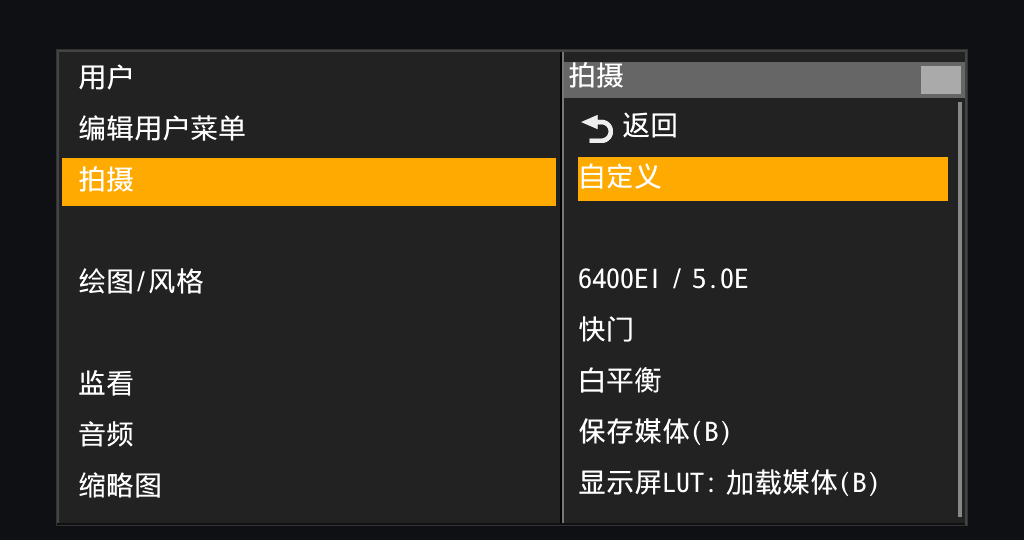 用户
编辑用户菜单
拍摄
绘图/风格
监看
音频
缩略图
拍摄
返回
自定义
6400EI / 5.0E
快门
白平衡
保存媒体(B)
显示屏LUT: 加载媒体(B)